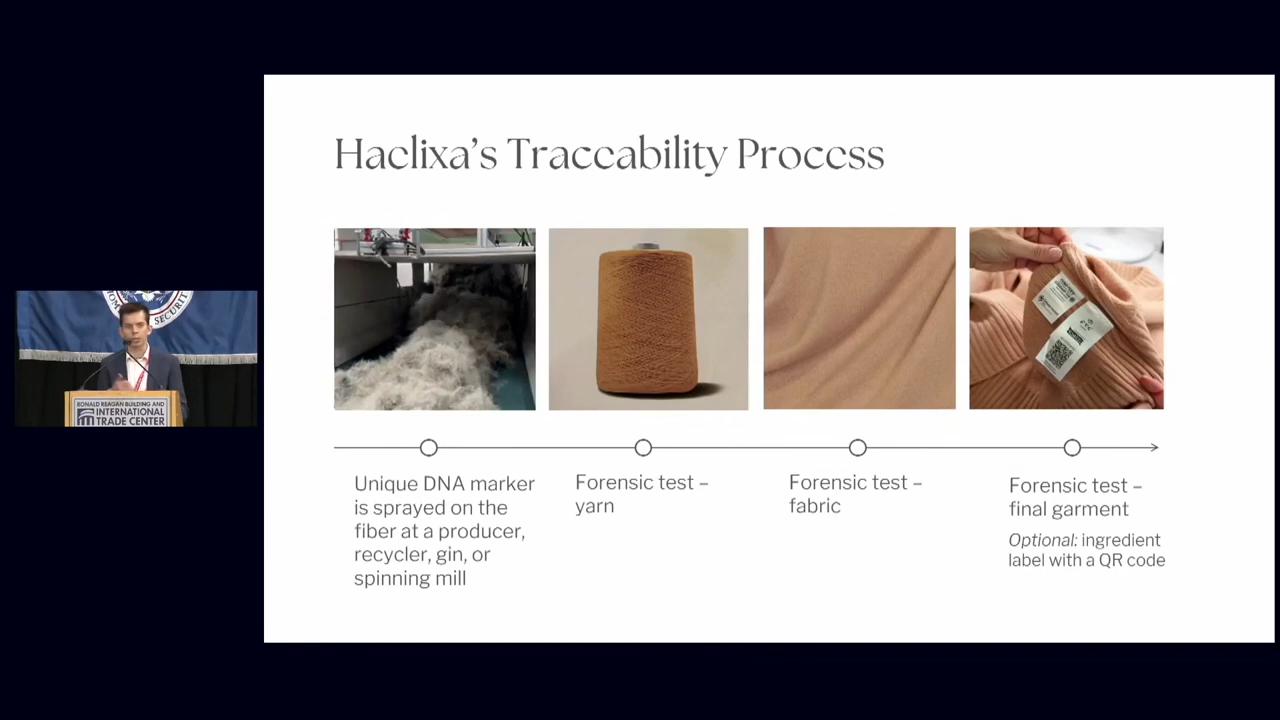 Haelixa's Traceability Process
Unique DNA marker
is sprayed on the
fiber at a producer,
recycler, gin, or
spinning mill
Forensic test –
yarn
Forensic test –
fabric
Forensic test –
final garment
Optional: ingredient
label with a QR code
RONALD REAGAN BUILDING AND
INTERNATIONAL
TRADE CENTER